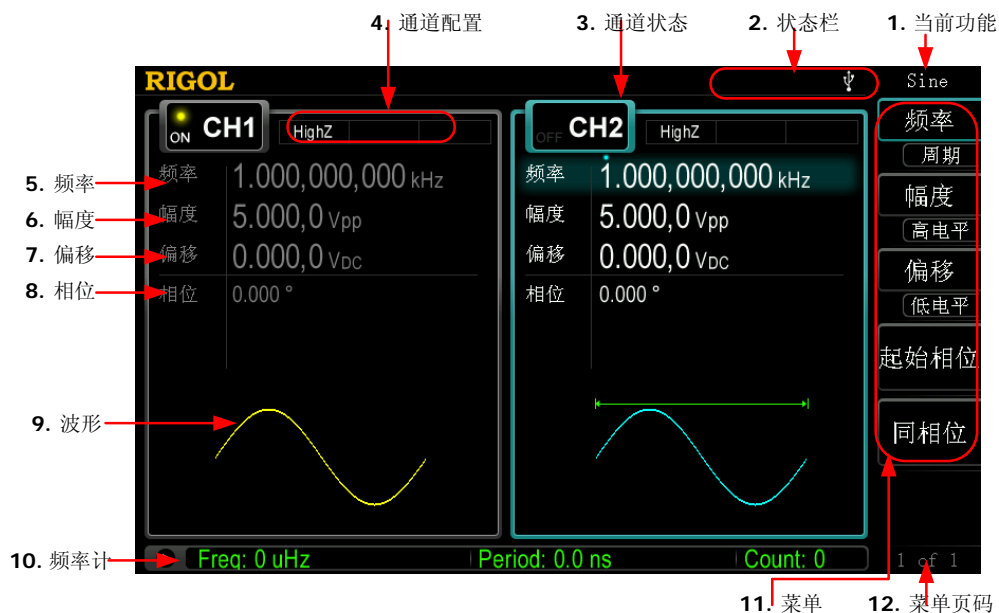 4. 通道配置 3. 通道状态 2. 状态栏 1. 当前功能
RIGOL Sine
ON CH1 HighZ
OFF CH2 HighZ
频率
周期
幅度
高电平
偏移
低电平
起始相位
同相位
5. 频率
6. 幅度
7. 偏移
8. 相位
频率 1.000,000,000 kHz
幅度 5.000,0 Vpp
偏移 0.000,0 VDC
相位 0.000 °
频率 1.000,000,000 kHz
幅度 5.000,0 Vpp
偏移 0.000,0 VDC
相位 0.000 °
9. 波形
10. 频率计
Freq: 0 uHz Period: 0.0 ns Count: 0
1 of 1
11. 菜单 12. 菜单页码